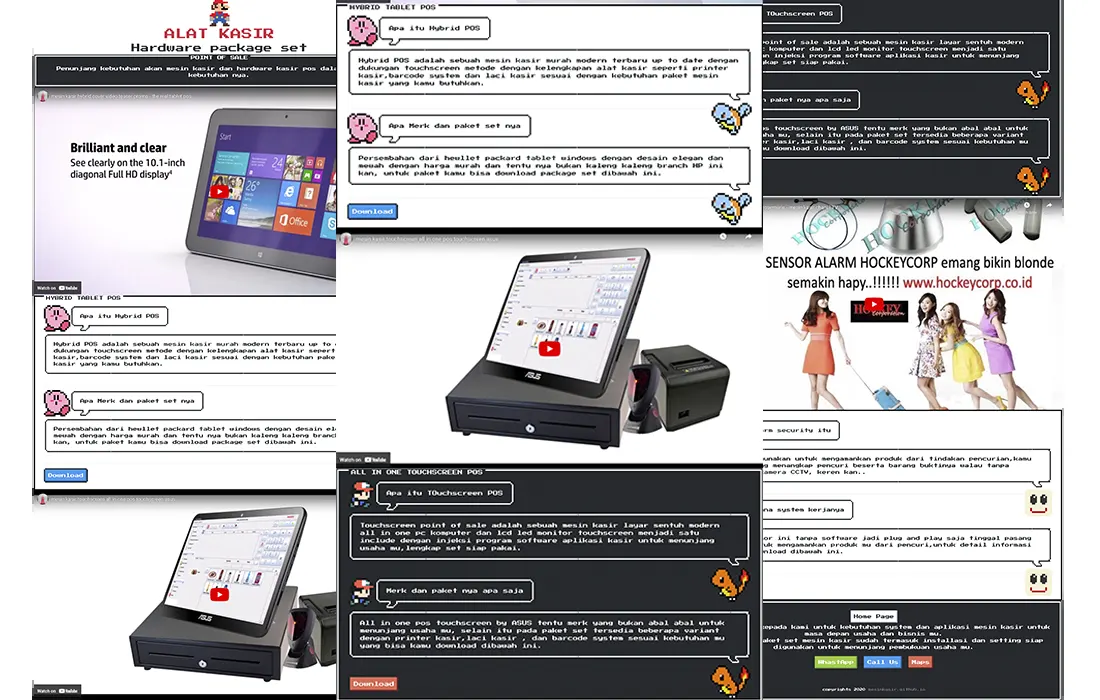 ALAT KASIR
Hardware package set
POINT OF SALE
Penunjang kebutuhan akan mesin kasir dan hardware kasir pos dala
kebutuhan nya.
Brilliant and clear
See clearly on the 10.1-inch
diagonal Full HD display⁴
Start
24
26°
Office
Watch on YouTube
HYBRID TABLET POS
Apa itu Hybrid POS
Hybrid POS adalah sebuah mesin kasir murah modern terbaru up to
dukungan touchscreen metode dengan kelengkapan alat kasir sepert
kasir,barcode system dan laci kasir sesuai dengan kebutuhan pake
kasir yang kamu butuhkan.
Apa Merk dan paket set nya
Persembahan dari hewllet packard tablet windows dengan desain el
mewah dengan harga murah dan tentu nya bukan kaleng kaleng branch
kan, untuk paket kamu bisa download package set dibawah ini.
Download
ASUS
Watch on YouTube
HYBRID TABLET POS
Apa itu Hybrid POS
Hybrid POS adalah sebuah mesin kasir murah modern terbaru up to date dengan
dukungan touchscreen metode dengan kelengkapan alat kasir seperti printer
kasir,barcode system dan laci kasir sesuai dengan kebutuhan paket mesin
kasir yang kamu butuhkan.
Apa Merk dan paket set nya
Persembahan dari hewllet packard tablet windows dengan desain elegan dan
mewah dengan harga murah dan tentu nya bukan kaleng kaleng branch HP ini
kan, untuk paket kamu bisa download package set dibawah ini.
Download
ASUS
Watch on YouTube
ALL IN ONE TOUCHSCREEN POS
Apa itu TOuchscreen POS
Touchscreen point of sale adalah sebuah mesin kasir layar sentuh modern
all in one pc komputer dan lcd led monitor touchscreen menjadi satu
include dengan injeksi program software aplikasi kasir untuk menunjang
usaha mu,lengkap set siap pakai.
Merk dan paket nya apa saja
All in one pos touchscreen by ASUS tentu merk yang bukan abal abal untuk
menunjang usaha mu, selain itu pada paket set tersedia beberapa variant
dengan printer kasir,laci kasir , dan barcode system sesuai kebutuhan mu
yang bisa kamu download dibawah ini.
Download
TOuchscreen POS
oint of sale adalah sebuah mesin kasir layar sentuh modern
komputer dan lcd led monitor touchscreen menjadi satu
injeksi program software aplikasi kasir untuk menunjang
gkap set siap pakai.
paket nya apa saja
os touchscreen by ASUS tentu merk yang bukan abal abal untuk
aha mu, selain itu pada paket set tersedia beberapa variant
kasir,laci kasir , dan barcode system sesuai kebutuhan mu
u download dibawah ini.
SENSOR ALARM HOCKEYCORP emang bikin blonde
semakin hapy..!!!!!! www.hockeycorp.co.id
HOCKEY
Corporation
rm security itu
unakan untuk mengamankan produk dari tindakan pencurian,kamu
menangkap pencuri beserta barang buktinya walau tanpa
amera CCTV, keren kan..
na system kerjanya
or ini tanpa software jadi plug and play saja tinggal pasang
uk mengamankan produk mu dari pencuri,untuk detail informasi
nload dibawah ini.
Home Page
epada kami untuk kebutuhan system dan aplikasi mesin kasir untuk
masa depan usaha dan bisnis mu.
aket set mesin kasir sudah termasuk installasi dan setting siap
digunakan untuk menunjang pembukuan usaha mu.
WhastApp
Call Us
Maps
copyrights 2020